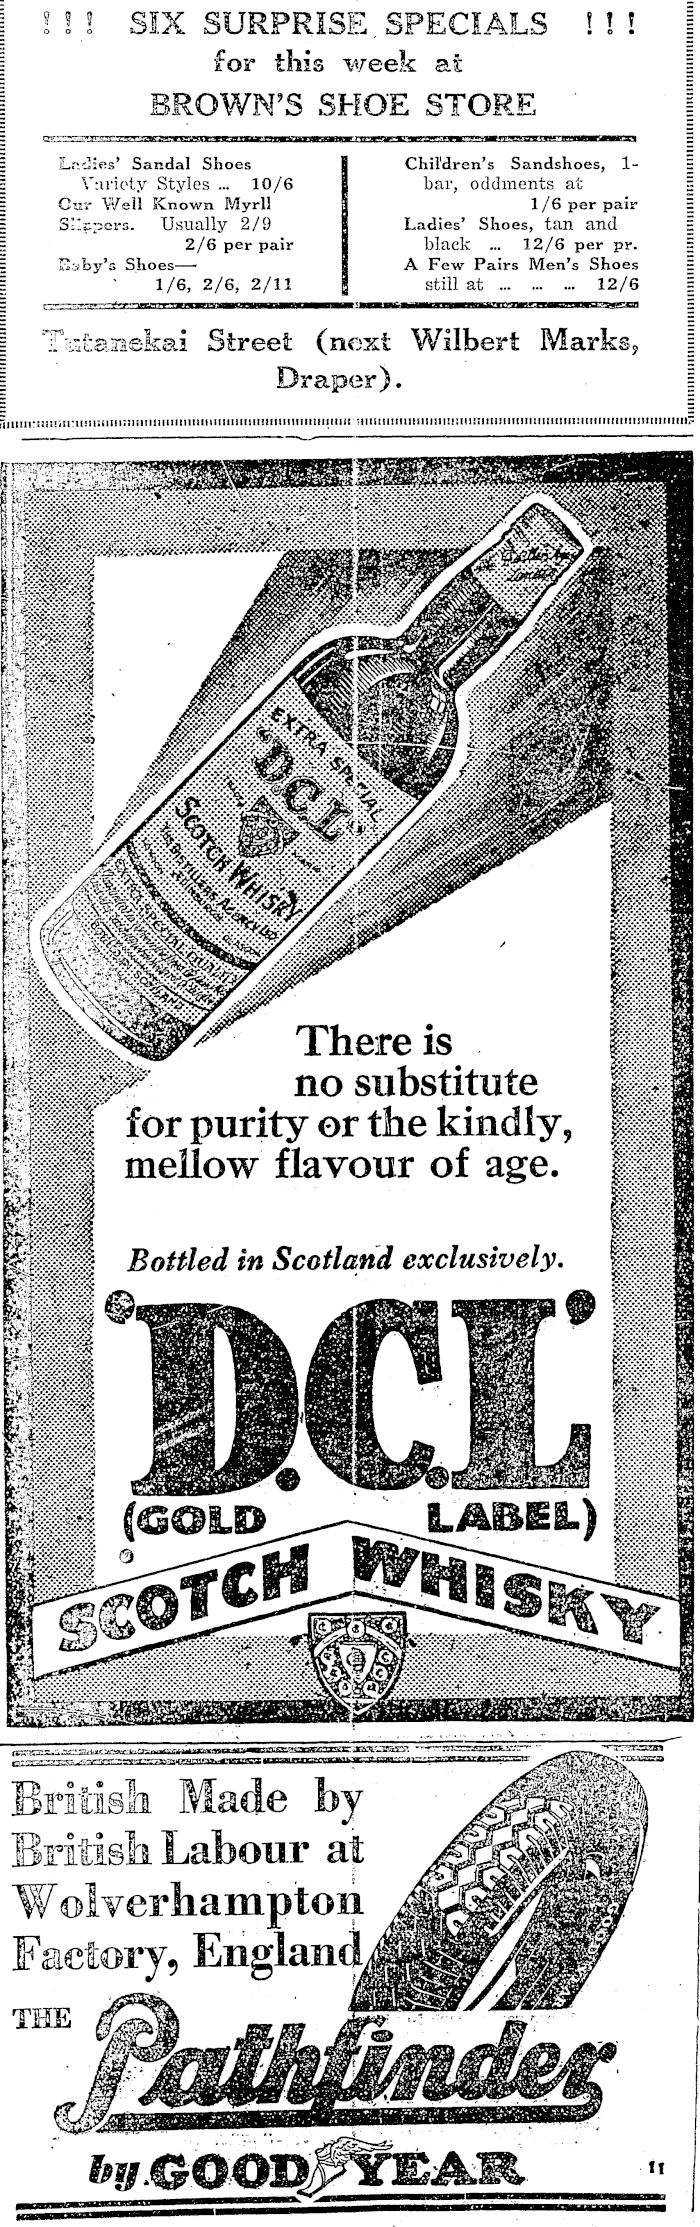 !!! SIX SURPRISE SPECIALS !!!
for this week at
BROWN'S SHOE STORE
Ladies' Sandal Shoes
Variety Styles ... 10/6
Our Well Known Myrll
Slippers. Usually 2/9
2/6 per pair
Baby's Shoes—
1/6, 2/6, 2/11
Children's Sandshoes, 1-
bar, oddments at
1/6 per pair
Ladies' Shoes, tan and
black ... 12/6 per pr.
A Few Pairs Men's Shoes
still at ... ... ... 12/6
Tutanekai Street (next Wilbert Marks,
Draper).
EXTRA SPECIAL
"D.C.L"
SCOTCH WHISKY
THE DISTILLERS AGENCY LTD
There is
no substitute
for purity or the kindly,
mellow flavour of age.
Bottled in Scotland exclusively.
'D.C.L'
(GOLD LABEL)
SCOTCH WHISKY
British Made by
British Labour at
Wolverhampton
Factory, England
THE
Pathfinder
by GOODYEAR
11